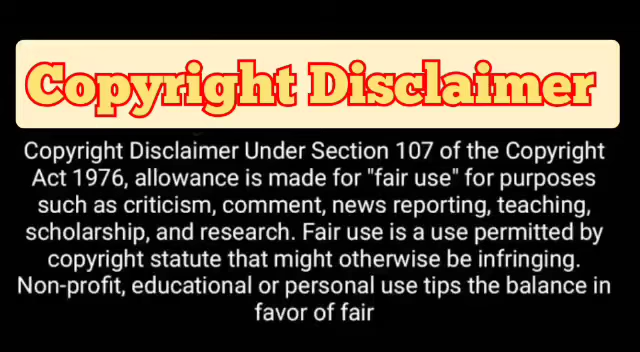 Copyright Disclaimer
Copyright Disclaimer Under Section 107 of the Copyright
Act 1976, allowance is made for "fair use" for purposes
such as criticism, comment, news reporting, teaching,
scholarship, and research. Fair use is a use permitted by
copyright statute that might otherwise be infringing.
Non-profit, educational or personal use tips the balance in
favor of fair